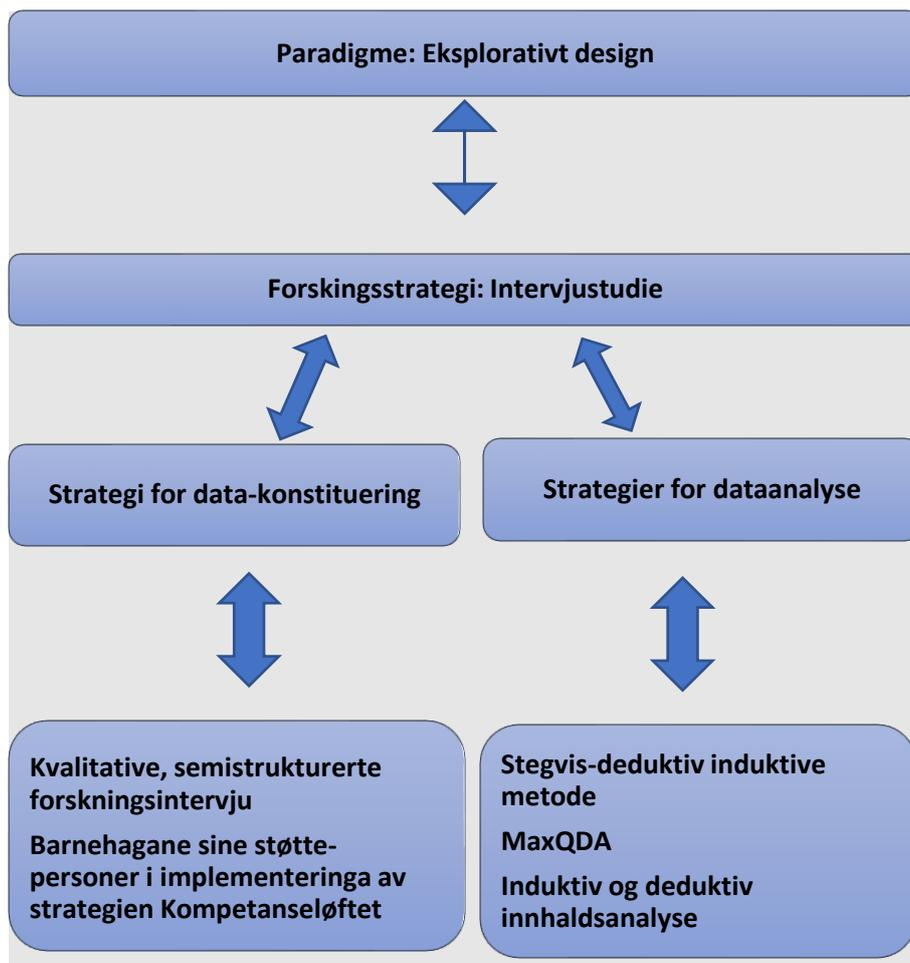 Paradigme: Eksplorativt design
Forskingsstrategi: Intervjustudie
Strategi for data-konstituering
Strategier for dataanalyse
Kvalitative, semistrukturerte
forskningsintervju
Barnehagane sine støtte-
personer i implementeringa av
strategien Kompetanseløftet
Stegvis-deduktiv induktive
metode
MaxQDA
Induktiv og deduktiv
innhaldsanalyse